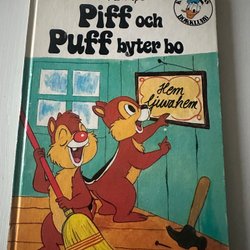 Piff och
Puff byter bo
Hem
ljuva hem